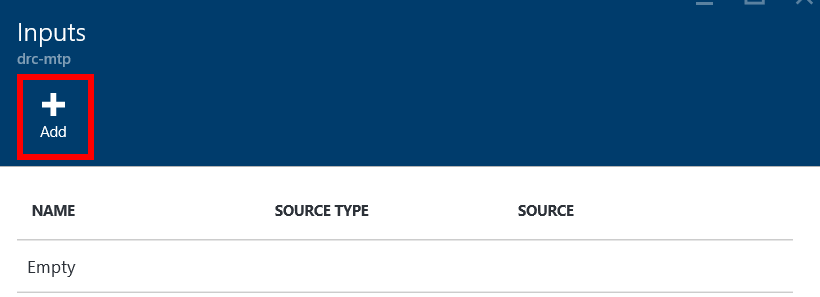 Inputs
drc-mtp
Add
NAME SOURCE TYPE SOURCE
Empty